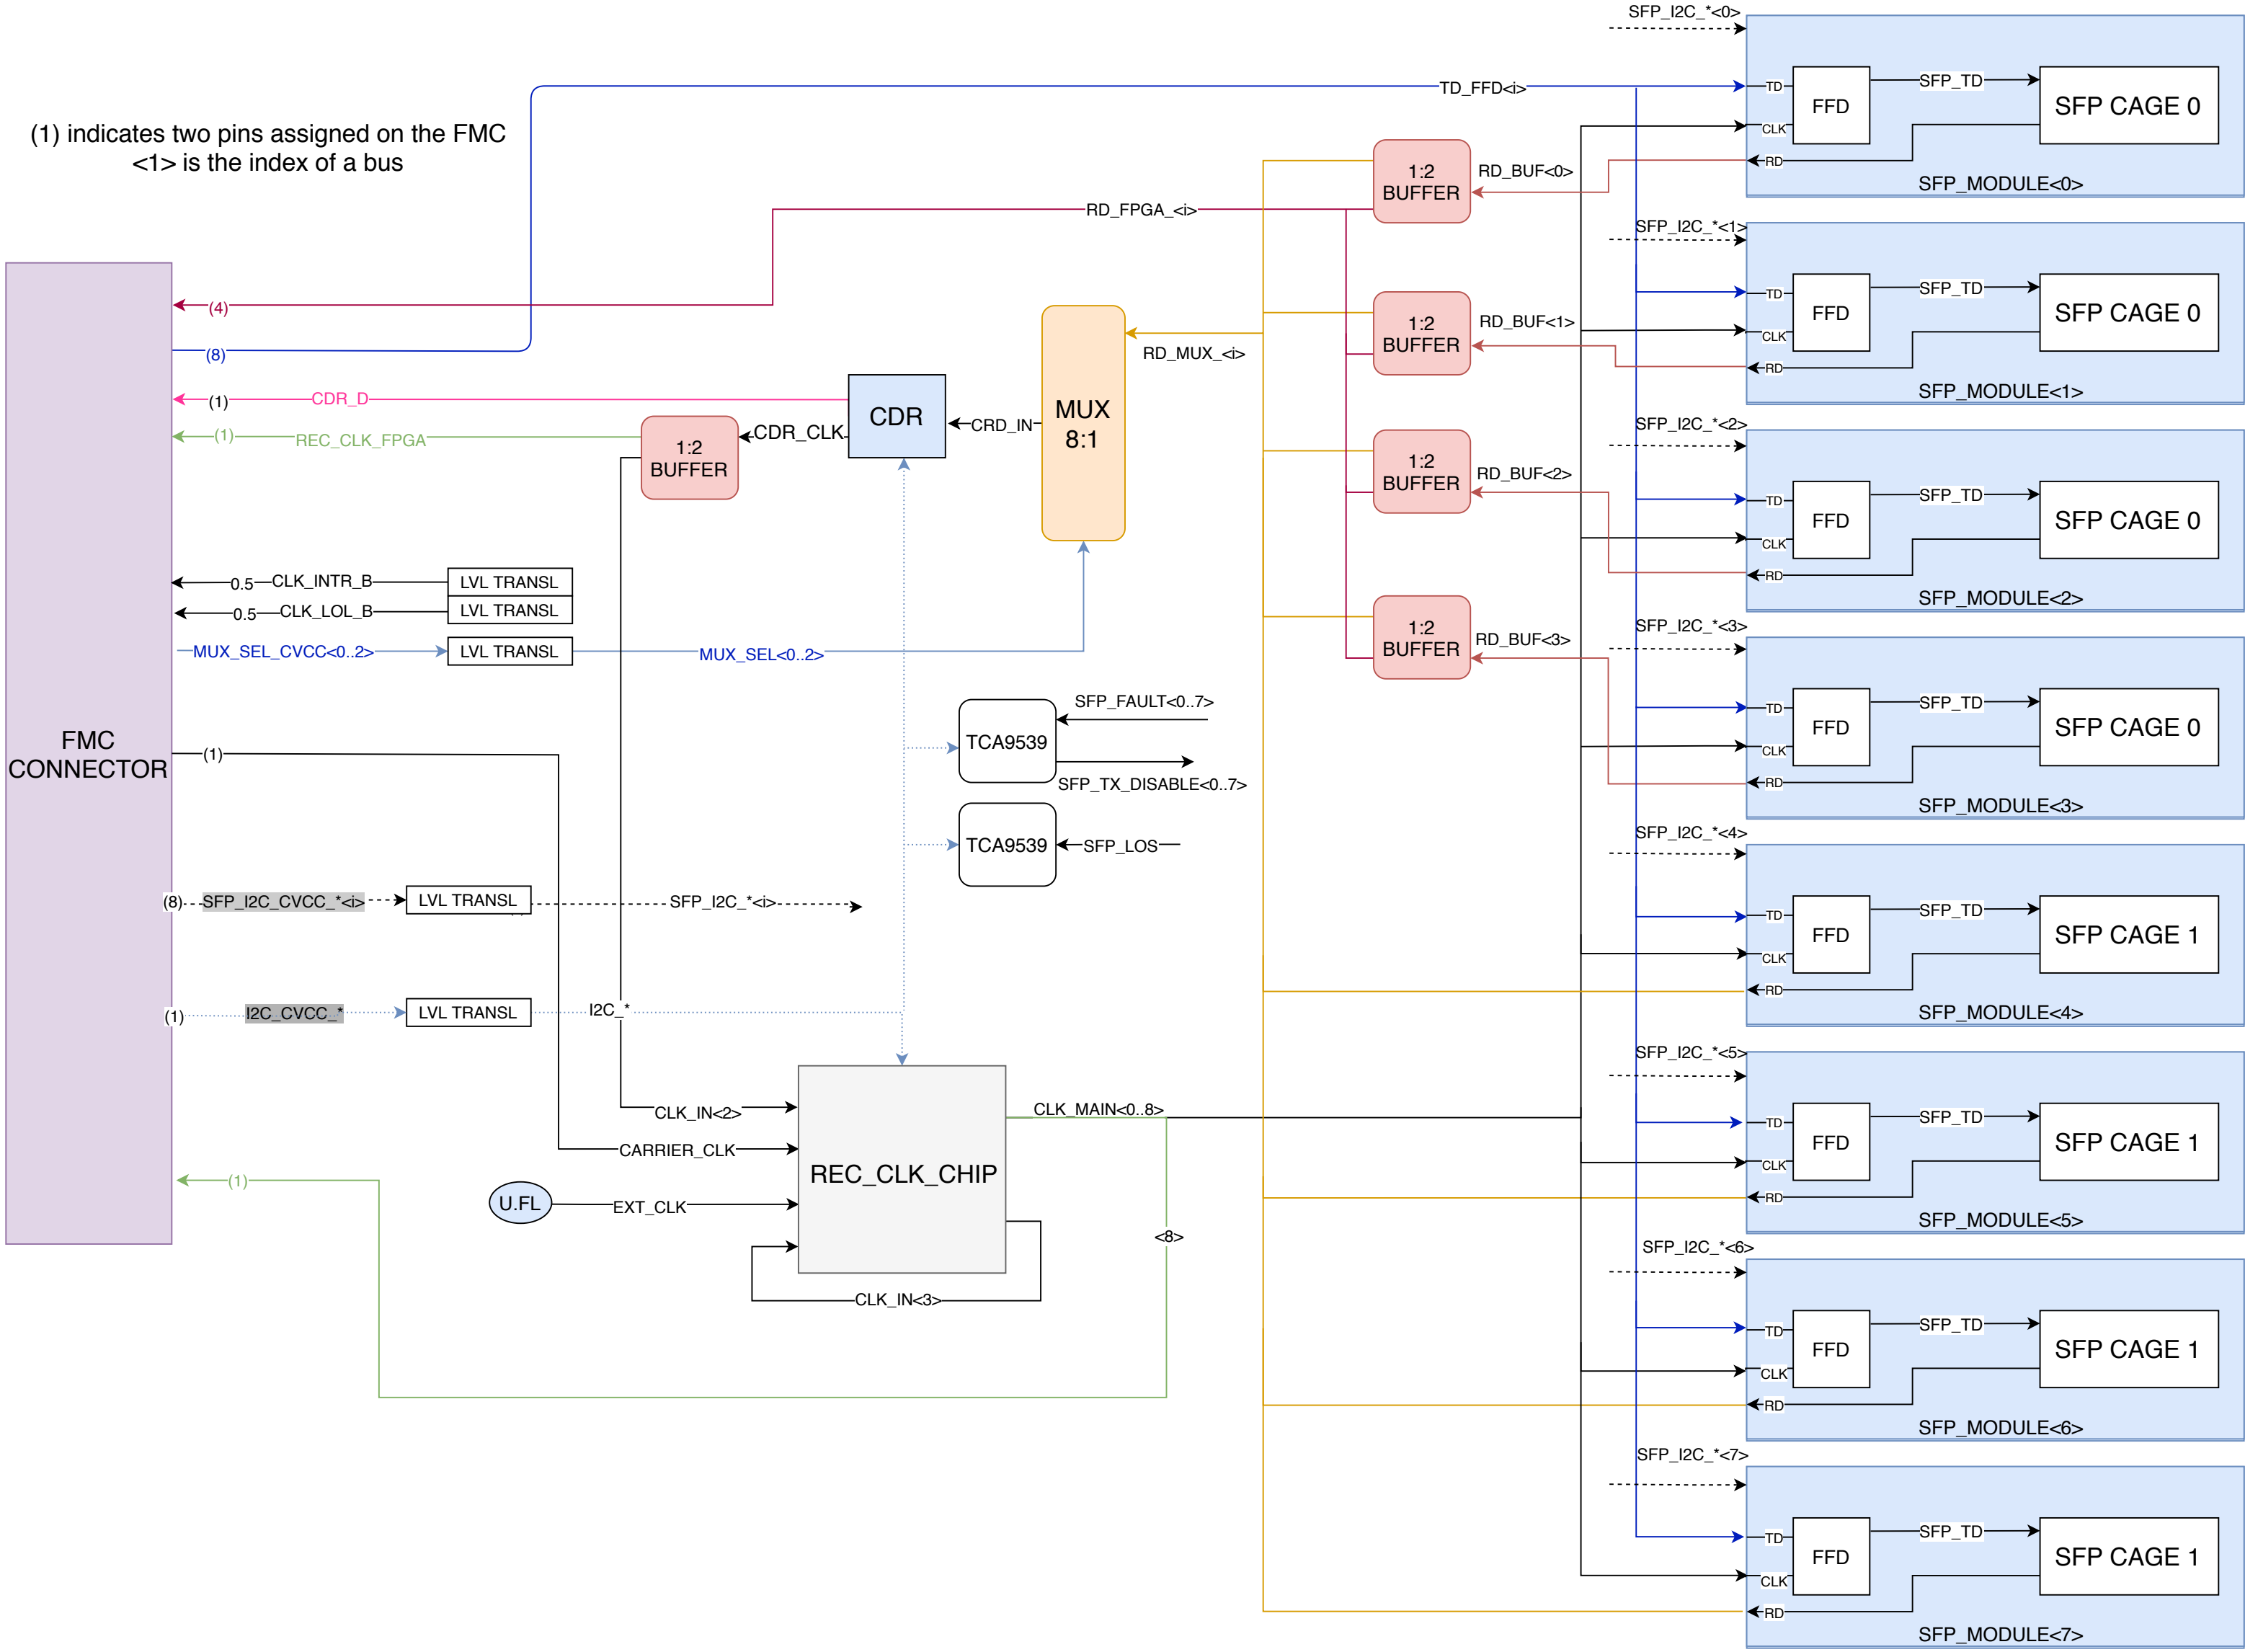 (1) indicates two pins assigned on the FMC
<1> is the index of a bus
FMC
CONNECTOR
(4)
(8)
(1)
CDR_D
(1)
REC_CLK_FPGA
0.5
CLK_INTR_B
LVL TRANSL
0.5
CLK_LOL_B
LVL TRANSL
MUX_SEL_CVCC<0..2>
LVL TRANSL
MUX_SEL<0..2>
(1)
(8)
SFP_I2C_CVCC_*<i>
LVL TRANSL
SFP_I2C_*<i>
(1)
I2C_CVCC_*
LVL TRANSL
I2C_*
(1)
1:2
BUFFER
CDR_CLK
CDR
CRD_IN
MUX
8:1
RD_MUX_<i>
RD_FPGA_<i>
TD_FFD<i>
TCA9539
SFP_FAULT<0..7>
SFP_TX_DISABLE<0..7>
TCA9539
SFP_LOS
CLK_IN<2>
CARRIER_CLK
U.FL
EXT_CLK
REC_CLK_CHIP
CLK_IN<3>
CLK_MAIN<0..8>
<8>
1:2
BUFFER
RD_BUF<0>
1:2
BUFFER
RD_BUF<1>
1:2
BUFFER
RD_BUF<2>
1:2
BUFFER
RD_BUF<3>
SFP_I2C_*<0>
TD
CLK
RD
FFD
SFP_TD
SFP CAGE 0
SFP_MODULE<0>
SFP_I2C_*<1>
TD
CLK
RD
FFD
SFP_TD
SFP CAGE 0
SFP_MODULE<1>
SFP_I2C_*<2>
TD
CLK
RD
FFD
SFP_TD
SFP CAGE 0
SFP_MODULE<2>
SFP_I2C_*<3>
TD
CLK
RD
FFD
SFP_TD
SFP CAGE 0
SFP_MODULE<3>
SFP_I2C_*<4>
TD
CLK
RD
FFD
SFP_TD
SFP CAGE 1
SFP_MODULE<4>
SFP_I2C_*<5>
TD
CLK
RD
FFD
SFP_TD
SFP CAGE 1
SFP_MODULE<5>
SFP_I2C_*<6>
TD
CLK
RD
FFD
SFP_TD
SFP CAGE 1
SFP_MODULE<6>
SFP_I2C_*<7>
TD
CLK
RD
FFD
SFP_TD
SFP CAGE 1
SFP_MODULE<7>